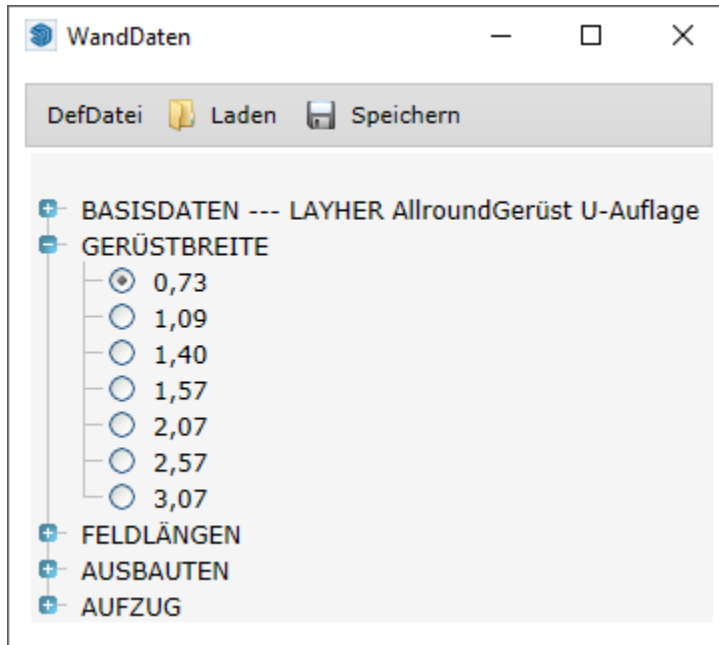 WandDaten
DefDatei Laden Speichern
BASISDATEN --- LAYHER AllroundGerüst U-Auflage
GERÜSTBREITE
0,73
1,09
1,40
1,57
2,07
2,57
3,07
FELDLÄNGEN
AUSBAUTEN
AUFZUG